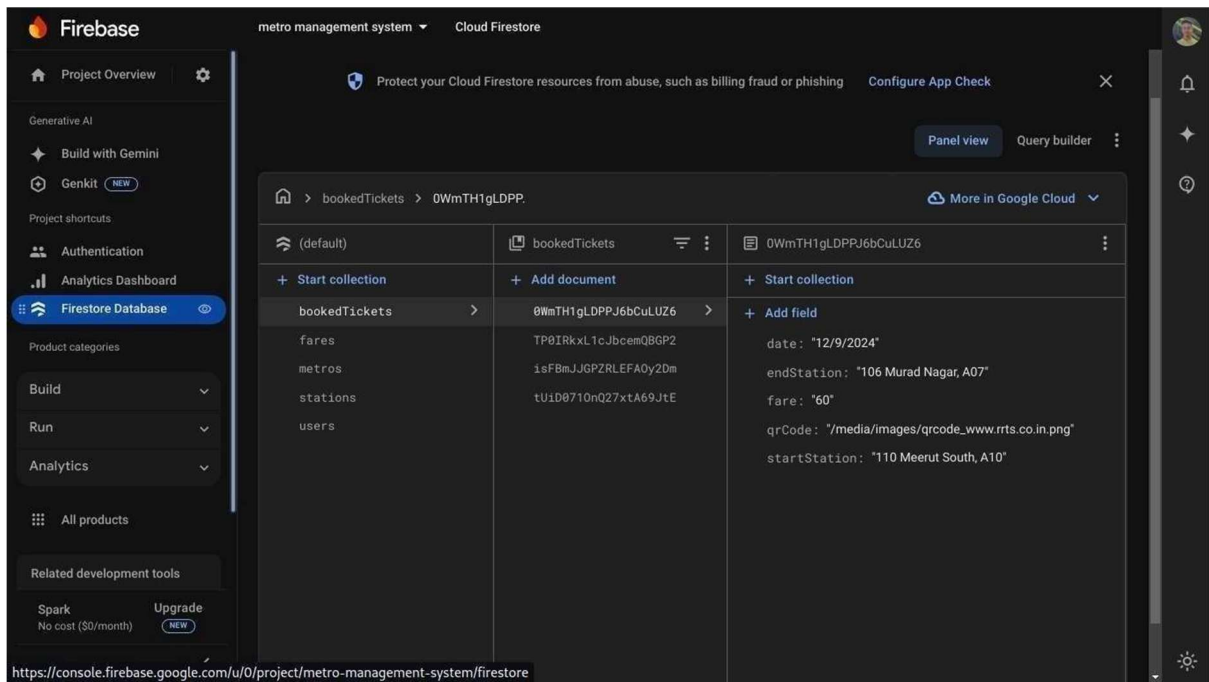 Firebase
metro management system
Cloud Firestore
Project Overview
Protect your Cloud Firestore resources from abuse, such as billing fraud or phishing
Configure App Check
Generative AI
Build with Gemini
Genkit NEW
Project shortcuts
Authentication
Analytics Dashboard
Firestore Database
Product categories
Build
Run
Analytics
All products
Related development tools
Spark
No cost ($0/month)
Upgrade
NEW
Panel view
Query builder
bookedTickets > 0WmTH1gLDPP.
More in Google Cloud
(default)
+ Start collection
bookedTickets
fares
metros
stations
users
bookedTickets
+ Add document
0WmTH1gLDPPJ6bCuLUZ6
TP0IRkxL1cJbcemQBGP2
isFBmJJGPZRLEFAOy2Dm
tUiD071OnQ27xtA69JtE
0WmTH1gLDPPJ6bCuLUZ6
+ Start collection
+ Add field
date: "12/9/2024"
endStation: "106 Murad Nagar, A07"
fare: "60"
qrCode: "/media/images/qrcode_www.rrts.co.in.png"
startStation: "110 Meerut South, A10"
https://console.firebase.google.com/u/0/project/metro-management-system/firestore